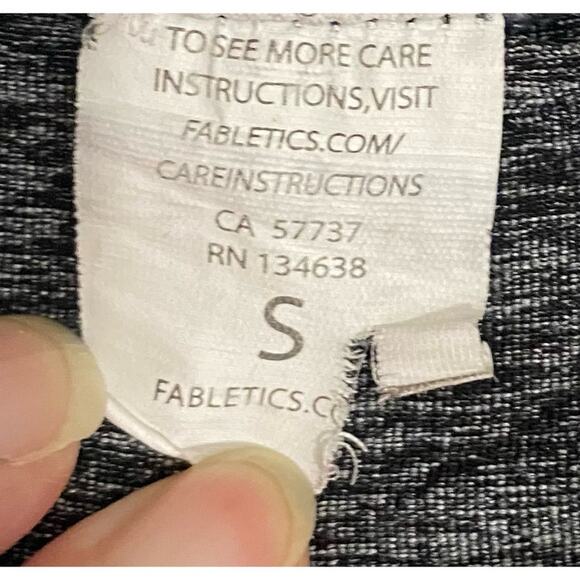 TO SEE MORE CARE
INSTRUCTIONS, VISIT
FABLETICS.COM/
CAREINSTRUCTIONS
CA 57737
RN 134638
S
FABLETICS.C